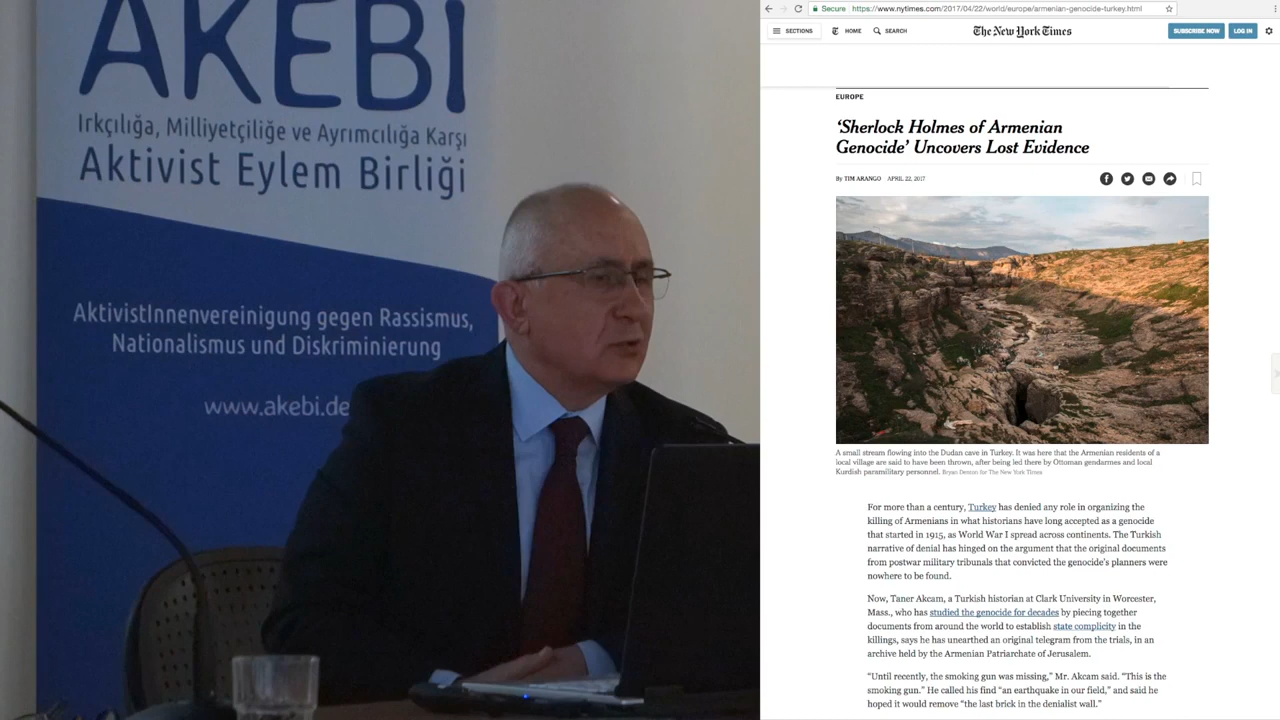 AKEBİ
Irkçılığa, Milliyetçiliğe ve Ayrımcılığa Karşı
Aktivist Eylem Birliği
AktivistInnenvereinigung gegen Rassismus,
Nationalismus und Diskriminierung
www.akebi.de
Secure https://www.nytimes.com/2017/04/22/world/europe/armenian-genocide-turkey.html
SECTIONS HOME SEARCH The New York Times SUBSCRIBE NOW LOG IN
EUROPE
‘Sherlock Holmes of Armenian
Genocide’ Uncovers Lost Evidence
By TIM ARANGO APRIL 22, 2017
A small stream flowing into the Dudan cave in Turkey. It was here that the Armenian residents of a
local village are said to have been thrown, after being led there by Ottoman gendarmes and local
Kurdish paramilitary personnel. Bryan Denton for The New York Times
For more than a century, Turkey has denied any role in organizing the
killing of Armenians in what historians have long accepted as a genocide
that started in 1915, as World War I spread across continents. The Turkish
narrative of denial has hinged on the argument that the original documents
from postwar military tribunals that convicted the genocide’s planners were
nowhere to be found.
Now, Taner Akcam, a Turkish historian at Clark University in Worcester,
Mass., who has studied the genocide for decades by piecing together
documents from around the world to establish state complicity in the
killings, says he has unearthed an original telegram from the trials, in an
archive held by the Armenian Patriarchate of Jerusalem.
“Until recently, the smoking gun was missing,” Mr. Akcam said. “This is the
smoking gun.” He called his find “an earthquake in our field,” and said he
hoped it would remove “the last brick in the denialist wall.”